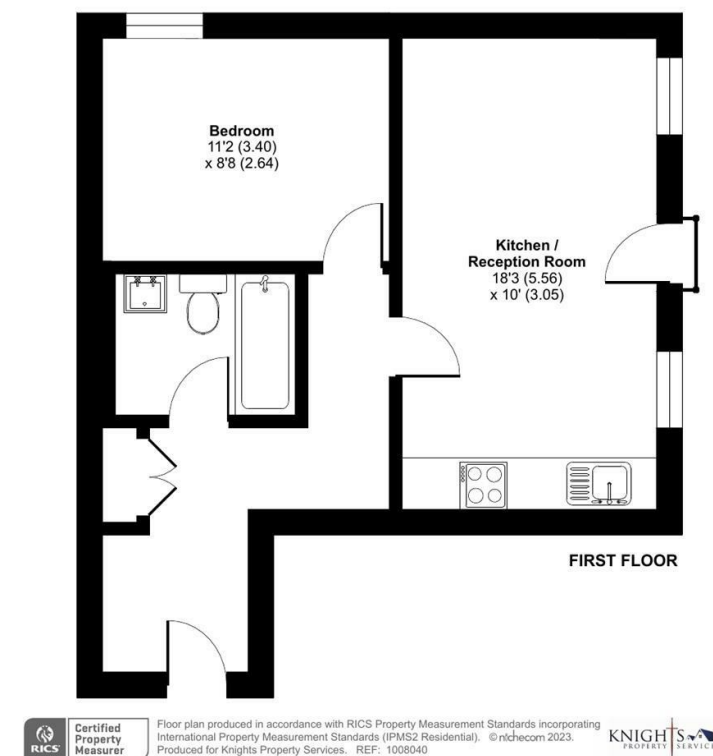 Bedroom
11'2 (3.40)
x 8'8 (2.64)
Kitchen /
Reception Room
18'3 (5.56)
x 10' (3.05)
FIRST FLOOR
RICS
Certified
Property
Measurer
Floor plan produced in accordance with RICS Property Measurement Standards incorporating
International Property Measurement Standards (IPMS2 Residential). © nichecom 2023.
Produced for Knights Property Services. REF: 1008040
KNIGHTS
PROPERTY SERVICE